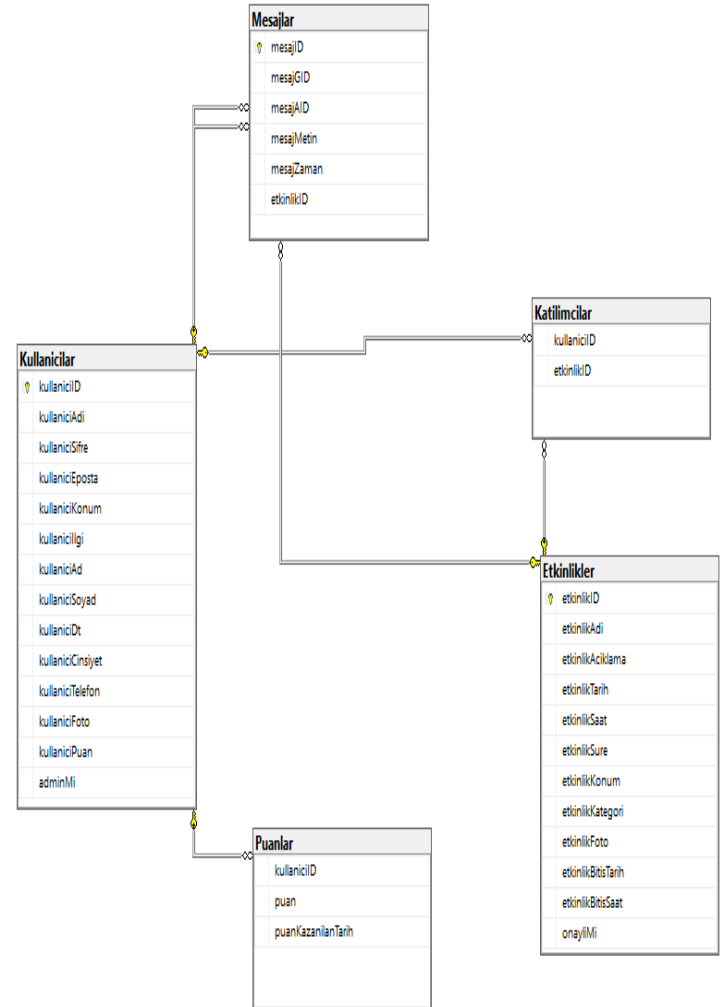 Mesajlar
mesajID
mesajGID
mesajAID
mesajMetin
mesajZaman
etkinlikID
Katilimcilar
kullaniciID
etkinlikID
Kullanicilar
kullaniciID
kullaniciAdi
kullaniciSifre
kullaniciEposta
kullaniciKonum
kullaniciIlgi
kullaniciAd
kullaniciSoyad
kullaniciDt
kullaniciCinsiyet
kullaniciTelefon
kullaniciFoto
kullaniciPuan
adminMi
Etkinlikler
etkinlikID
etkinlikAdi
etkinlikAciklama
etkinlikTarih
etkinlikSaat
etkinlikSure
etkinlikKonum
etkinlikKategori
etkinlikFoto
etkinlikBitisTarih
etkinlikBitisSaat
onayliMi
Puanlar
kullaniciID
puan
puanKazanilanTarih